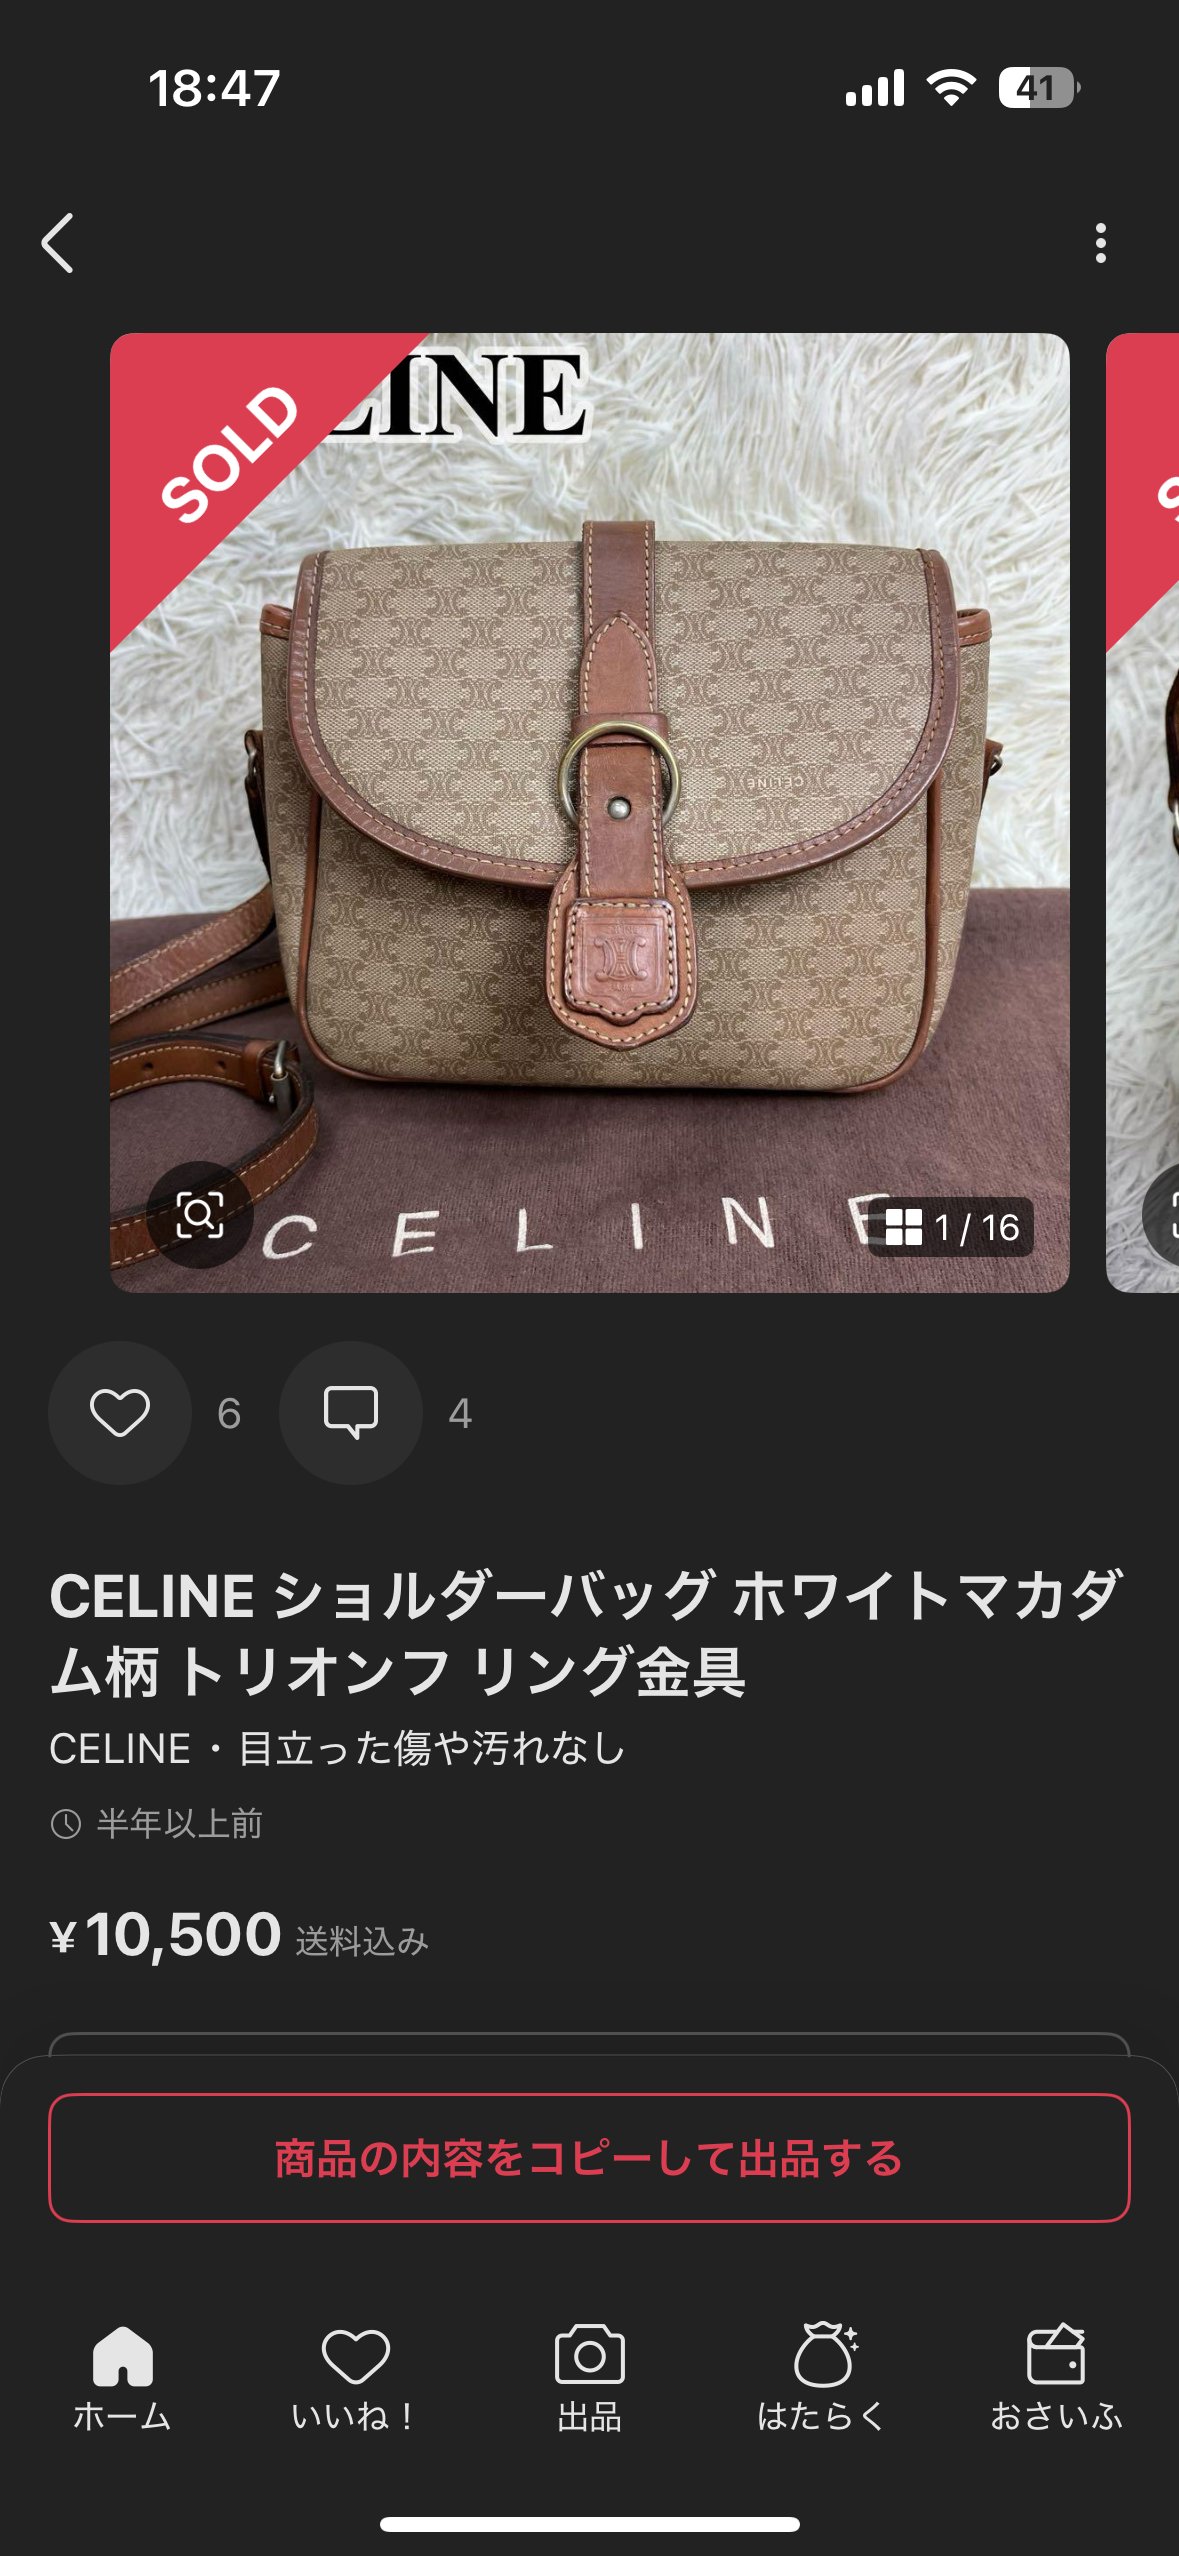 18:47
41
SOLD
LINE
CELINE
CELINE
1 / 16
6
4
CELINE ショルダーバッグ ホワイトマカダ
ム柄 トリオンフ リング金具
CELINE・目立った傷や汚れなし
半年以上前
¥10,500 送料込み
商品の内容をコピーして出品する
ホーム
いいね！
出品
はたらく
おさいふ